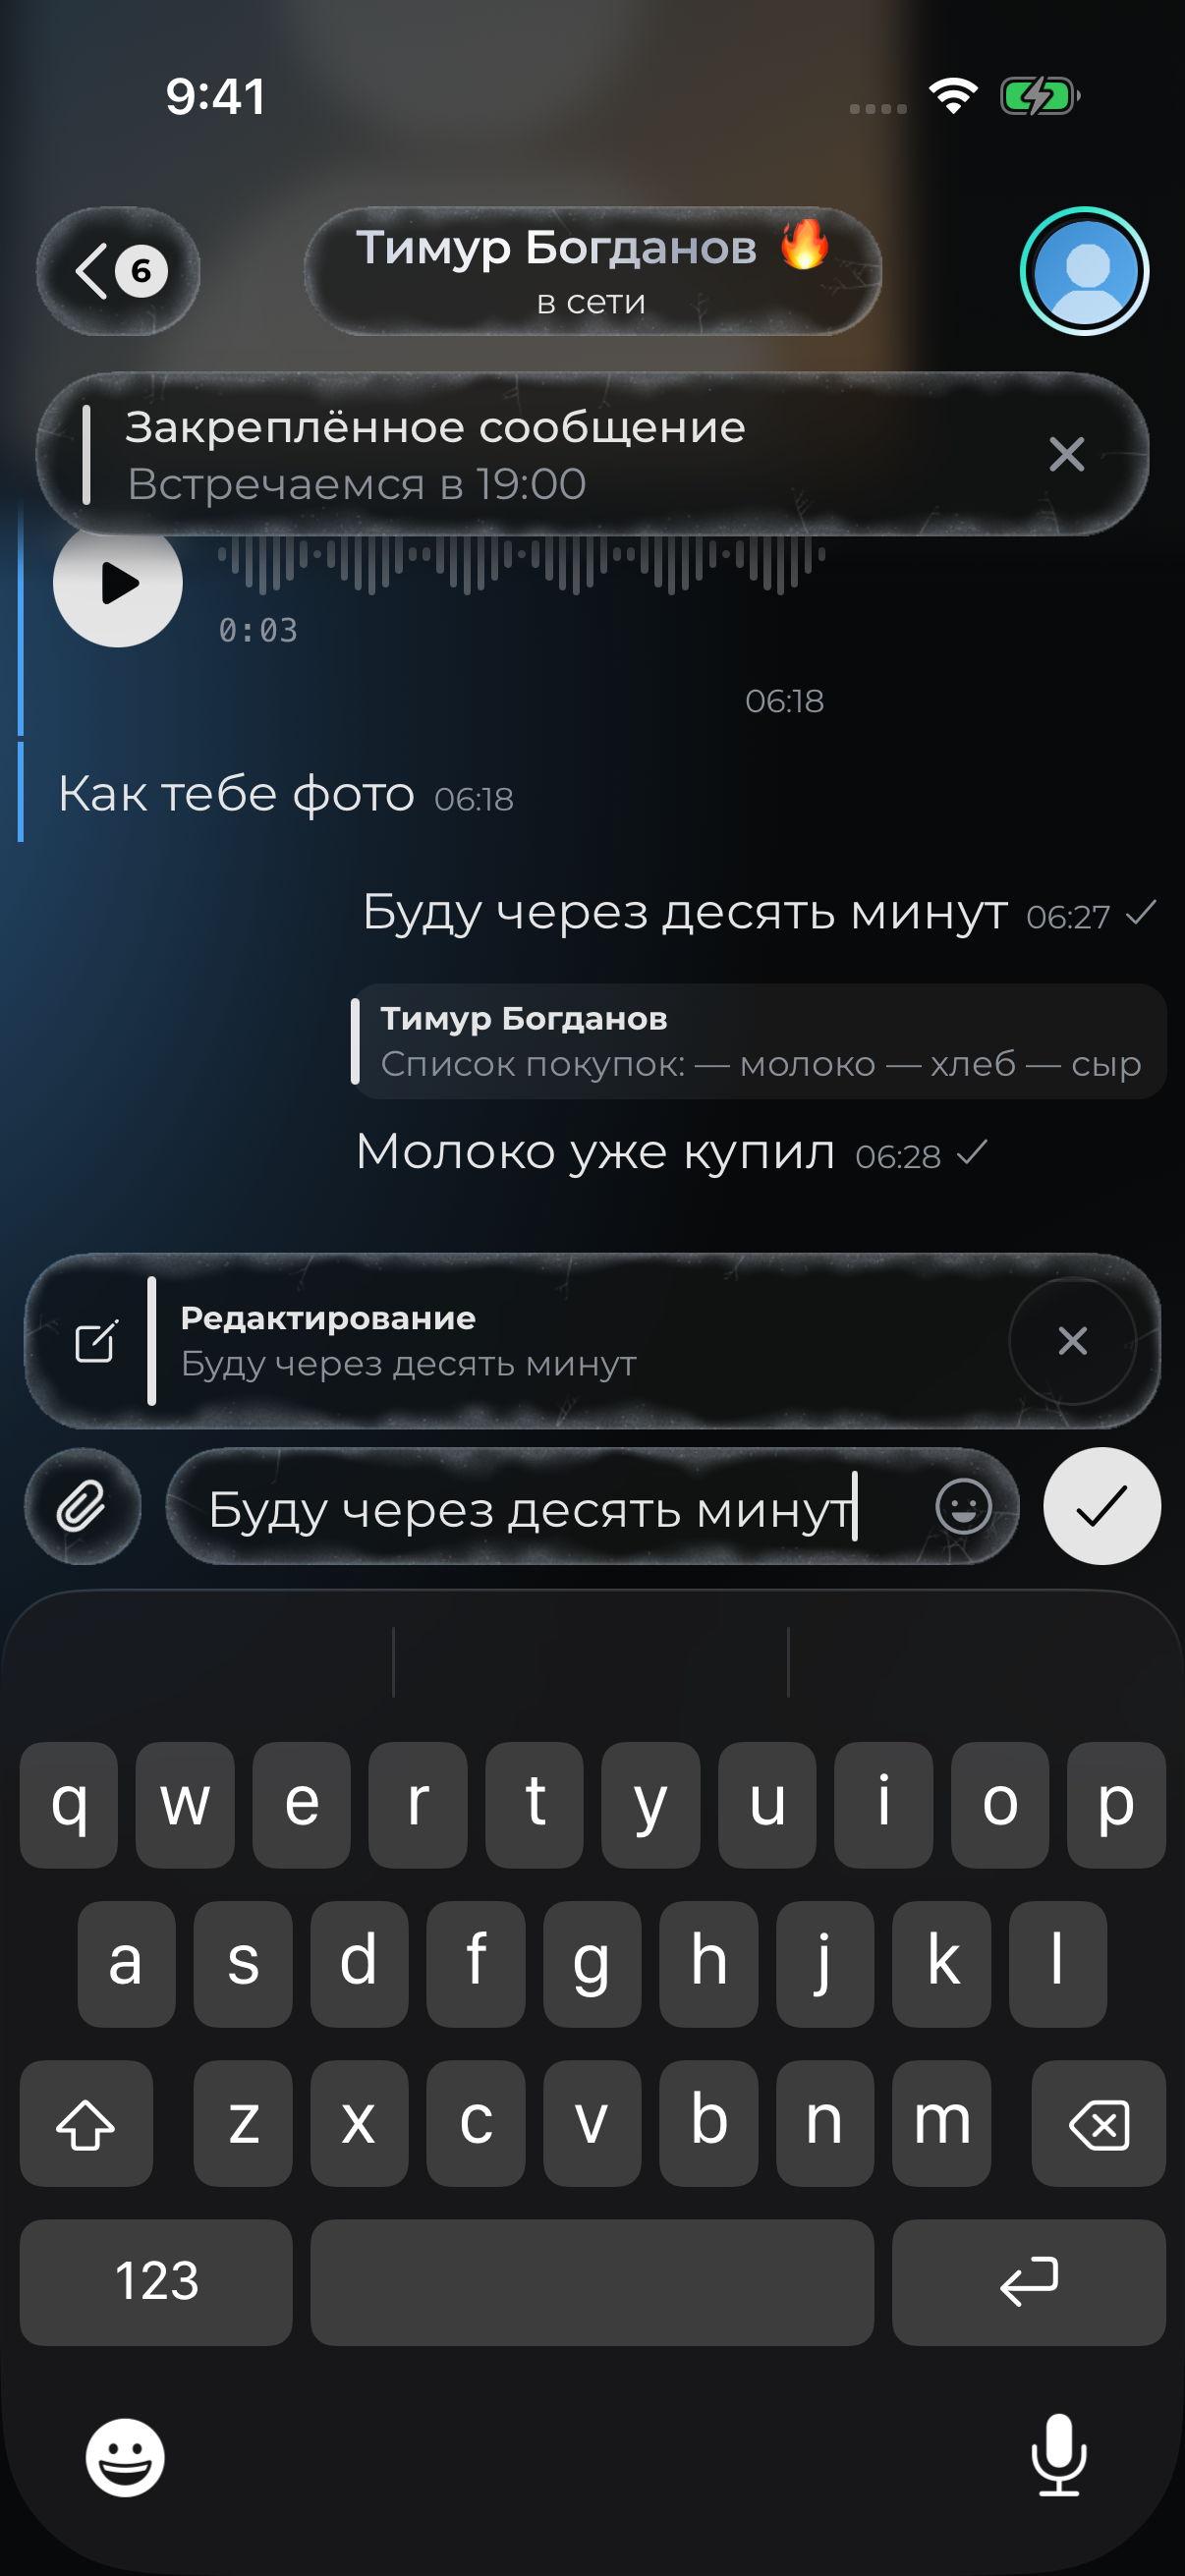 9:41
6
Тимур Богданов 🔥
в сети
Закреплённое сообщение
Встречаемся в 19:00
0:03
06:18
Как тебе фото 06:18
Буду через десять минут 06:27
Тимур Богданов
Список покупок: — молоко — хлеб — сыр
Молоко уже купил 06:28
Редактирование
Буду через десять минут
Буду через десять минут
q w e r t y u i o p
a s d f g h j k l
z x c v b n m
123